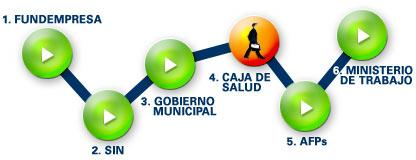 1. FUNDEMPRESA
2. SIN
3. GOBIERNO
MUNICIPAL
4. CAJA DE
SALUD
5. AFPs
6. MINISTERIO
DE TRABAJO